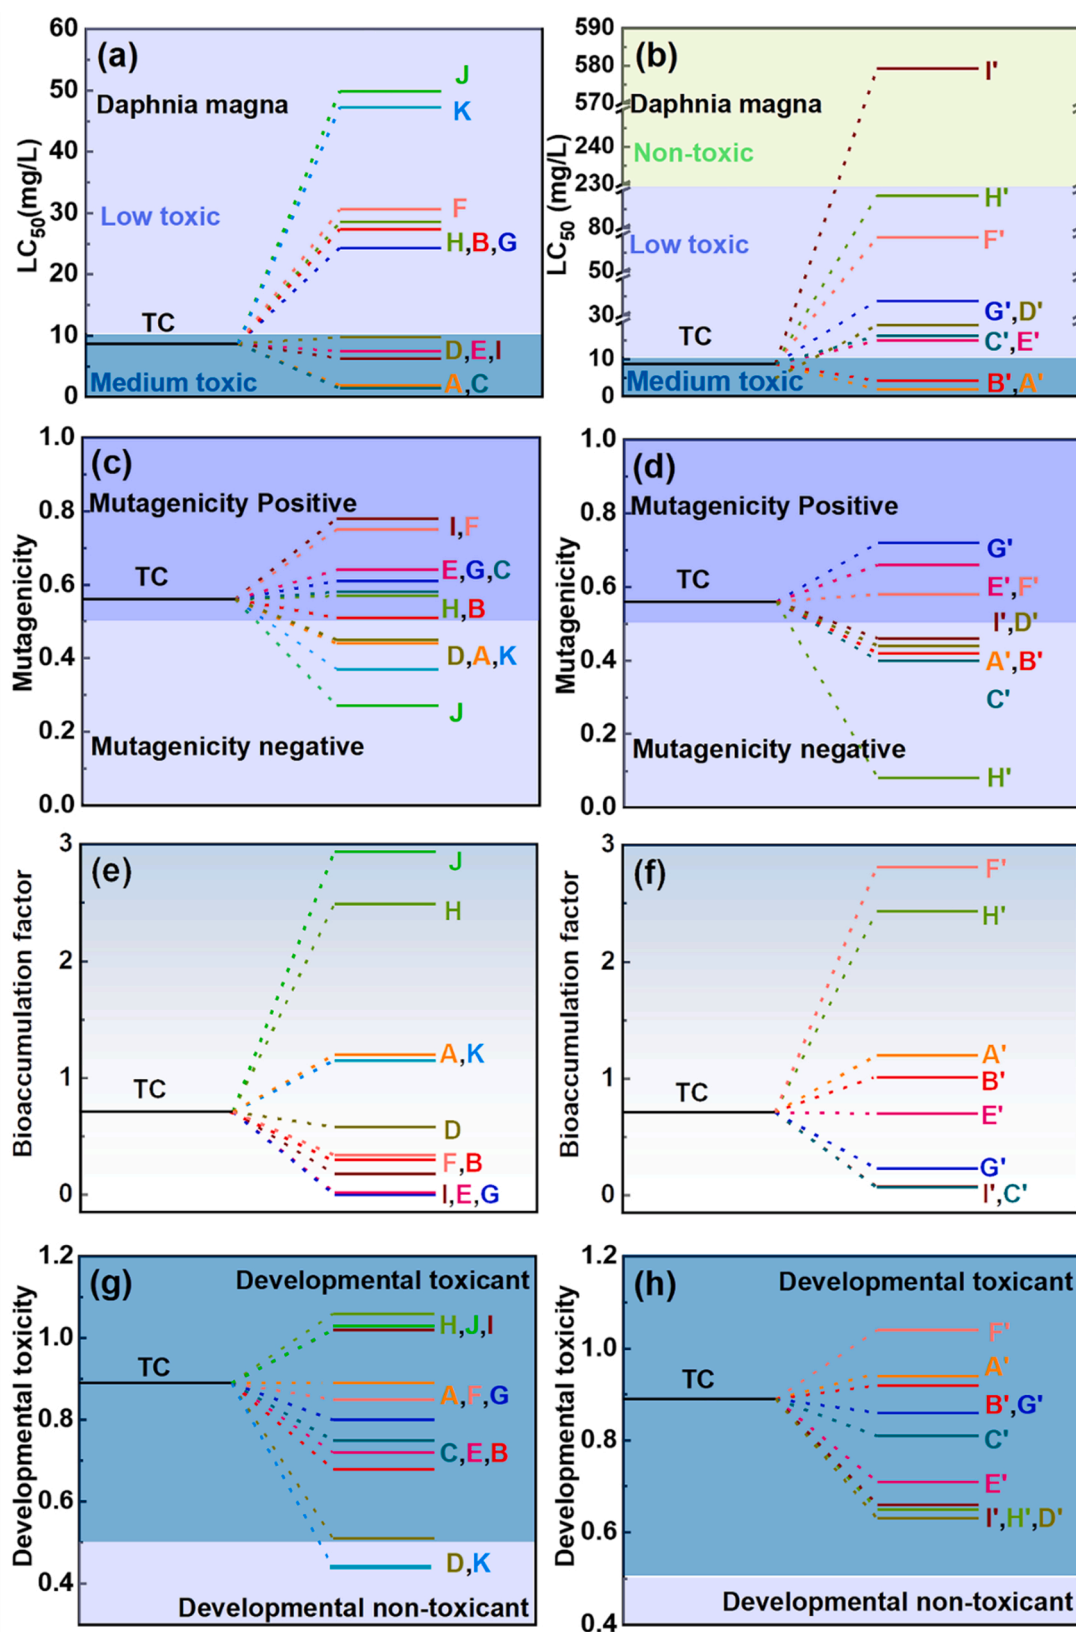 (a)
Daphnia magna
Low toxic
Medium toxic
TC
J
K
F
H,B,G
D,E,I
A,C
LC50(mg/L)
60
50
40
30
20
10
0
(b)
Daphnia magna
Non-toxic
Low toxic
Medium toxic
TC
I'
H'
F'
G',D'
C',E'
B',A'
LC50 (mg/L)
590
580
570
240
230
80
50
30
10
0
(c)
Mutagenicity Positive
Mutagenicity negative
TC
I,F
E,G,C
H,B
D,A,K
J
Mutagenicity
1.0
0.8
0.6
0.4
0.2
0.0
(d)
Mutagenicity Positive
Mutagenicity negative
TC
G'
E',F'
I',D'
A',B'
C'
H'
Mutagenicity
1.0
0.8
0.6
0.4
0.2
0.0
(e)
TC
J
H
A,K
D
F,B
I,E,G
Bioaccumulation factor
3
2
1
0
(f)
TC
F'
H'
A'
B'
E'
G'
I',C'
Bioaccumulation factor
3
2
1
0
(g)
Developmental toxicant
Developmental non-toxicant
TC
H,J,I
A,F,G
C,E,B
D,K
Developmental toxicity
1.2
1.0
0.8
0.6
0.4
(h)
Developmental toxicant
Developmental non-toxicant
TC
F'
A'
B',G'
C'
E'
I',H',D'
Developmental toxicity
1.2
1.0
0.8
0.6
0.4